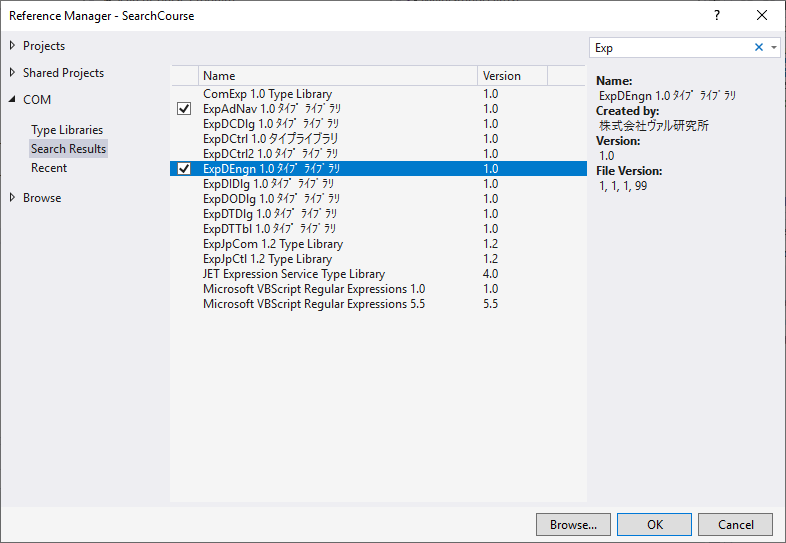 Reference Manager - SearchCourse
Projects
Shared Projects
COM
Type Libraries
Search Results
Recent
Browse
Name Version
ComExp 1.0 Type Library 1.0
ExpAdNav 1.0 ﾀｲﾌﾟ ﾗｲﾌﾞﾗﾘ 1.0
ExpDCDlg 1.0 ﾀｲﾌﾟ ﾗｲﾌﾞﾗﾘ 1.0
ExpDCtrl 1.0 タイプライブラリ 1.0
ExpDCtrl2 1.0 ﾀｲﾌﾟ ﾗｲﾌﾞﾗﾘ 1.0
ExpDEngn 1.0 ﾀｲﾌﾟ ﾗｲﾌﾞﾗﾘ 1.0
ExpDIDlg 1.0 ﾀｲﾌﾟ ﾗｲﾌﾞﾗﾘ 1.0
ExpDODlg 1.0 ﾀｲﾌﾟ ﾗｲﾌﾞﾗﾘ 1.0
ExpDTDlg 1.0 ﾀｲﾌﾟ ﾗｲﾌﾞﾗﾘ 1.0
ExpDTTbl 1.0 ﾀｲﾌﾟ ﾗｲﾌﾞﾗﾘ 1.0
ExpJpCom 1.2 Type Library 1.2
ExpJpCtl 1.2 Type Library 1.2
JET Expression Service Type Library 4.0
Microsoft VBScript Regular Expressions 1.0 1.0
Microsoft VBScript Regular Expressions 5.5 5.5
Exp
Name:
ExpDEngn 1.0 ﾀｲﾌﾟ ﾗｲﾌﾞﾗﾘ
Created by:
株式会社ヴァル研究所
Version:
1.0
File Version:
1, 1, 1, 99
Browse... OK Cancel